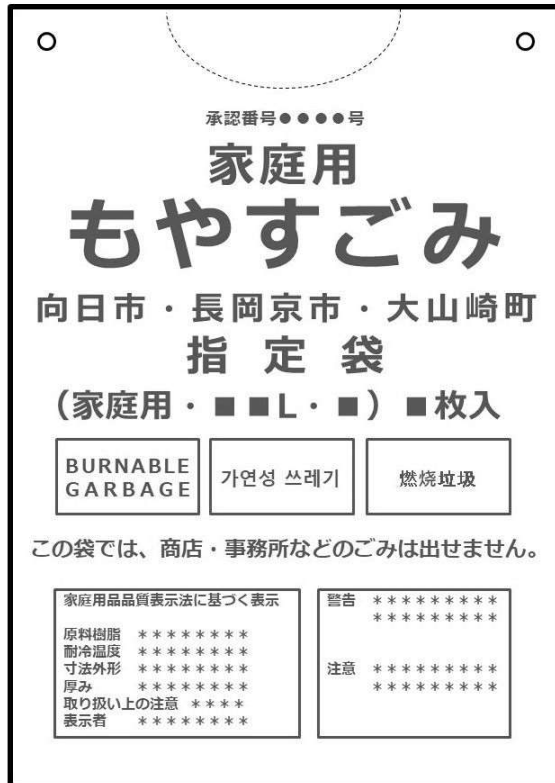 承認番号●●●●号
家庭用
もやすごみ
向日市・長岡京市・大山崎町
指定袋
（家庭用・■■L・■）■枚入
BURNABLE
GARBAGE
가연성 쓰레기
燃烧垃圾
この袋では、商店・事務所などのごみは出せません。
家庭用品品質表示法に基づく表示
原料樹脂 ＊＊＊＊＊＊＊＊
耐冷温度 ＊＊＊＊＊＊＊＊
寸法外形 ＊＊＊＊＊＊＊＊
厚み ＊＊＊＊＊＊＊＊
取り扱い上の注意 ＊＊＊＊
表示者 ＊＊＊＊＊＊＊＊
警告 ＊＊＊＊＊＊＊＊＊
＊＊＊＊＊＊＊＊＊
注意 ＊＊＊＊＊＊＊＊＊
＊＊＊＊＊＊＊＊＊